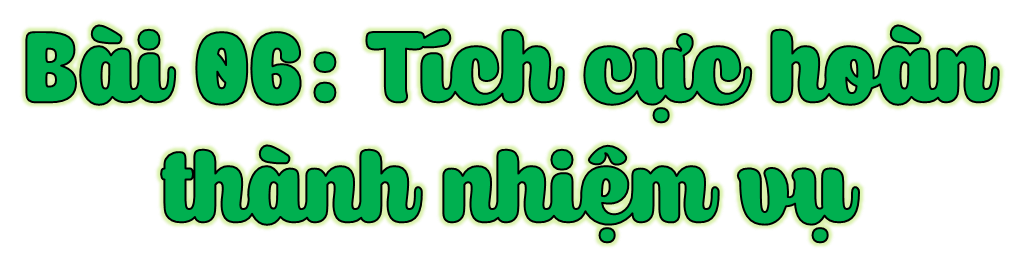 Bài 06: Tích cực hoàn
thành nhiệm vụ